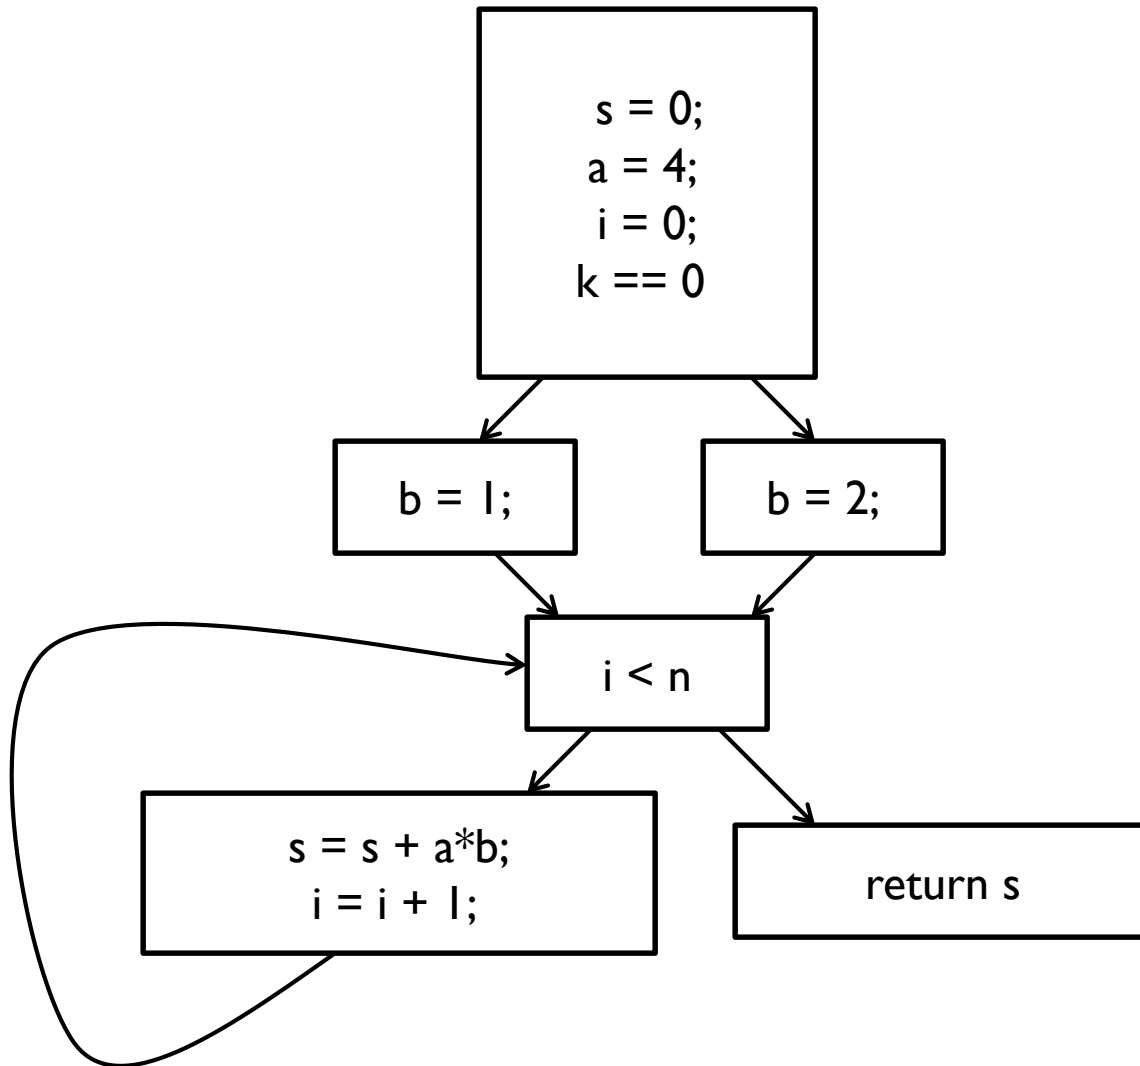 s = 0;
a = 4;
i = 0;
k == 0
b = 1;
b = 2;
i < n
s = s + a*b;
i = i + 1;
return s